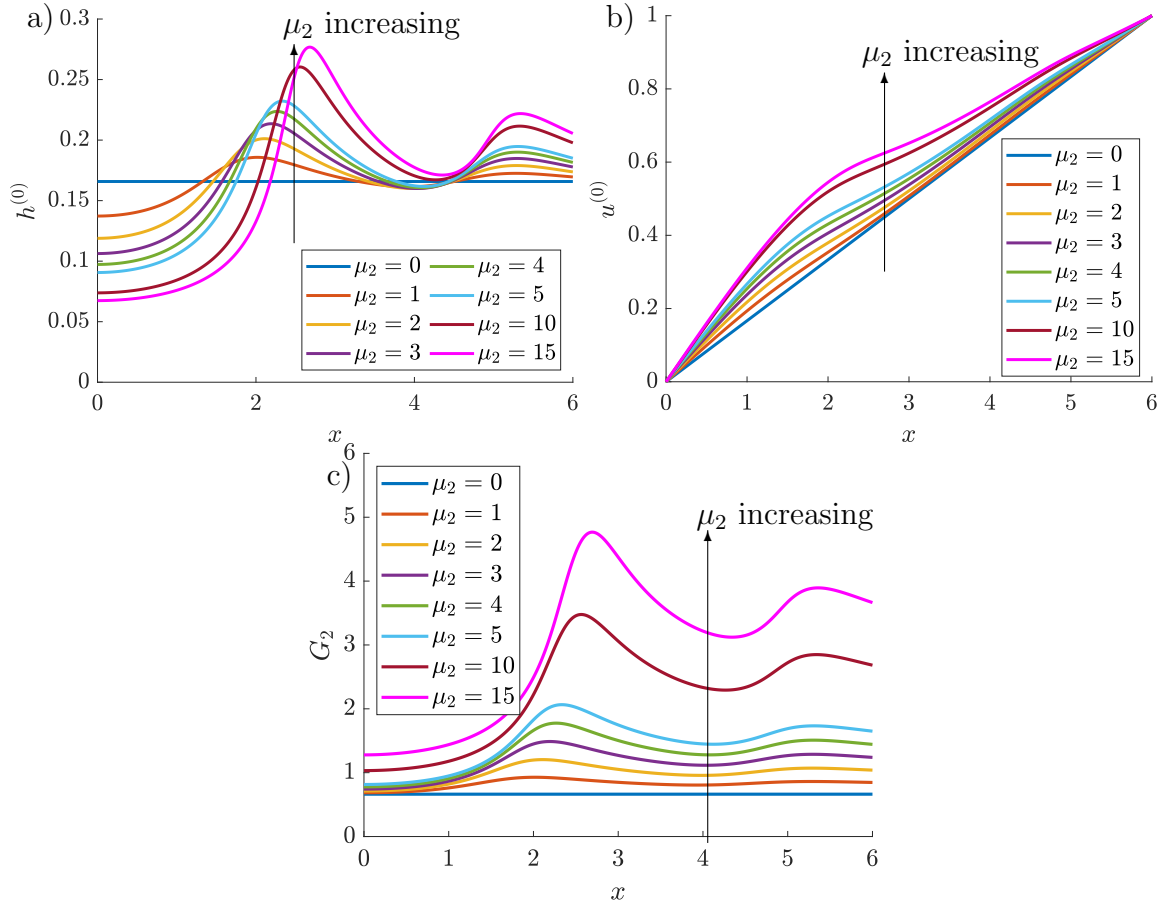 a)
μ₂ increasing
0.3
0.25
0.2
0.15
0.1
0.05
0
h⁽⁰⁾
μ₂ = 0
μ₂ = 1
μ₂ = 2
μ₂ = 3
μ₂ = 4
μ₂ = 5
μ₂ = 10
μ₂ = 15
0 2 4 6
x
b)
μ₂ increasing
1
0.8
0.6
0.4
0.2
0
u⁽⁰⁾
μ₂ = 0
μ₂ = 1
μ₂ = 2
μ₂ = 3
μ₂ = 4
μ₂ = 5
μ₂ = 10
μ₂ = 15
0 1 2 3 4 5 6
x
c)
μ₂ increasing
6
5
4
3
2
1
0
G₂
μ₂ = 0
μ₂ = 1
μ₂ = 2
μ₂ = 3
μ₂ = 4
μ₂ = 5
μ₂ = 10
μ₂ = 15
0 1 2 3 4 5 6
x